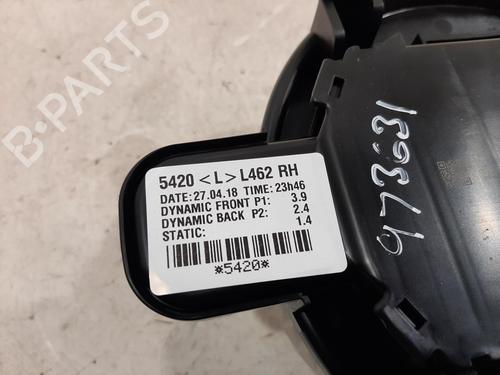 B-PARTS
5420 <L> L462 RH
DATE: 27.04.18 TIME: 23h46
DYNAMIC FRONT P1: 3.9
DYNAMIC BACK P2: 2.4
STATIC: 1.4
*5420*
973631